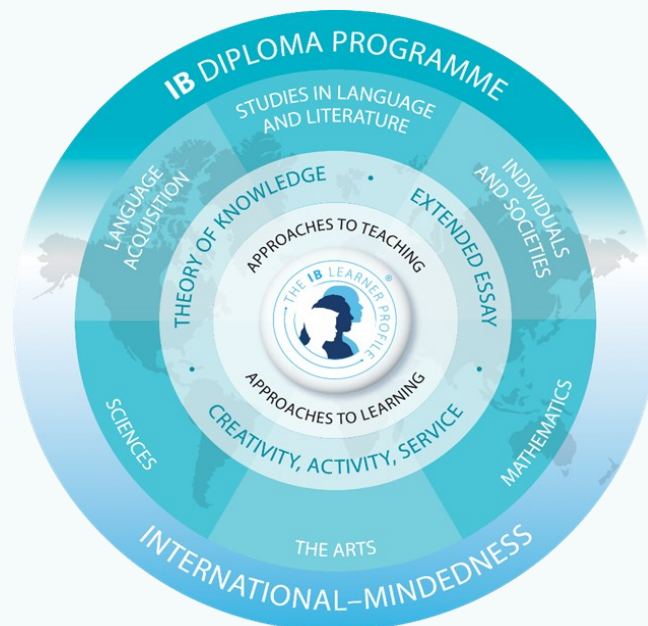 IB DIPLOMA PROGRAMME
STUDIES IN LANGUAGE
AND LITERATURE
LANGUAGE
ACQUISITION
INDIVIDUALS
AND SOCIETIES
THEORY OF KNOWLEDGE
EXTENDED ESSAY
APPROACHES TO TEACHING
THE IB LEARNER PROFILE
®
APPROACHES TO LEARNING
CREATIVITY, ACTIVITY, SERVICE
SCIENCES
MATHEMATICS
THE ARTS
INTERNATIONAL–MINDEDNESS